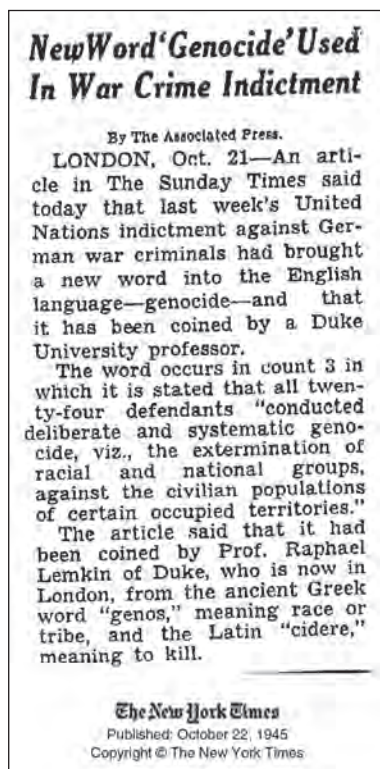 New Word 'Genocide' Used
In War Crime Indictment
By The Associated Press.
LONDON, Oct. 21—An arti-
cle in The Sunday Times said
today that last week's United
Nations indictment against Ger-
man war criminals had brought
a new word into the English
language—genocide—and that
it has been coined by a Duke
University professor.
The word occurs in count 3 in
which it is stated that all twen-
ty-four defendants "conducted
deliberate and systematic geno-
cide, viz., the extermination of
racial and national groups,
against the civilian populations
of certain occupied territories."
The article said that it had
been coined by Prof. Raphael
Lemkin of Duke, who is now in
London, from the ancient Greek
word "genos," meaning race or
tribe, and the Latin "cidere,"
meaning to kill.
The New York Times
Published: October 22, 1945
Copyright © The New York Times